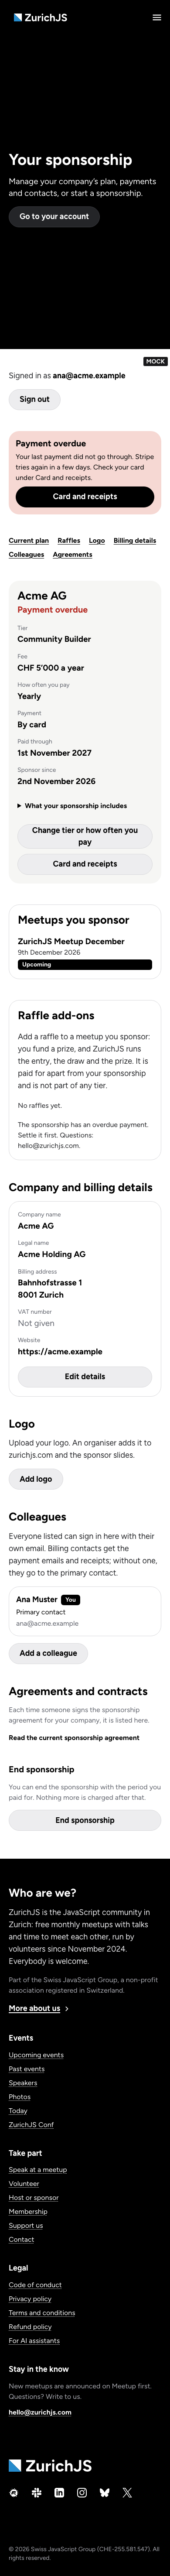 ZurichJS
Your sponsorship
Manage your company's plan, payments
and contacts, or start a sponsorship.
Go to your account
MOCK
Signed in as ana@acme.example
Sign out
Payment overdue
Your last payment did not go through. Stripe
tries again in a few days. Check your card
under Card and receipts.
Card and receipts
Current plan Raffles Logo Billing details
Colleagues Agreements
Acme AG
Payment overdue
Tier
Community Builder
Fee
CHF 5'000 a year
How often you pay
Yearly
Payment
By card
Paid through
1st November 2027
Sponsor since
2nd November 2026
What your sponsorship includes
Change tier or how often you
pay
Card and receipts
Meetups you sponsor
ZurichJS Meetup December
9th December 2026
Upcoming
Raffle add-ons
Add a raffle to a meetup you sponsor:
you fund a prize, and ZurichJS runs
the entry, the draw and the prize. It is
paid for apart from your sponsorship
and is not part of any tier.
No raffles yet.
The sponsorship has an overdue payment.
Settle it first. Questions:
hello@zurichjs.com.
Company and billing details
Company name
Acme AG
Legal name
Acme Holding AG
Billing address
Bahnhofstrasse 1
8001 Zurich
VAT number
Not given
Website
https://acme.example
Edit details
Logo
Upload your logo. An organiser adds it to
zurichjs.com and the sponsor slides.
Add logo
Colleagues
Everyone listed can sign in here with their
own email. Billing contacts get the
payment emails and receipts; without one,
they go to the primary contact.
Ana Muster You
Primary contact
ana@acme.example
Add a colleague
Agreements and contracts
Each time someone signs the sponsorship
agreement for your company, it is listed here.
Read the current sponsorship agreement
End sponsorship
You can end the sponsorship with the period you
paid for. Nothing more is charged after that.
End sponsorship
Who are we?
ZurichJS is the JavaScript community in
Zurich: free monthly meetups with talks
and time to meet each other, run by
volunteers since November 2024.
Everybody is welcome.
Part of the Swiss JavaScript Group, a non-profit
association registered in Switzerland.
More about us
Events
Upcoming events
Past events
Speakers
Photos
Today
ZurichJS Conf
Take part
Speak at a meetup
Volunteer
Host or sponsor
Membership
Support us
Contact
Legal
Code of conduct
Privacy policy
Terms and conditions
Refund policy
For AI assistants
Stay in the know
New meetups are announced on Meetup first.
Questions? Write to us.
hello@zurichjs.com
ZurichJS
© 2026 Swiss JavaScript Group (CHE-255.581.547). All
rights reserved.